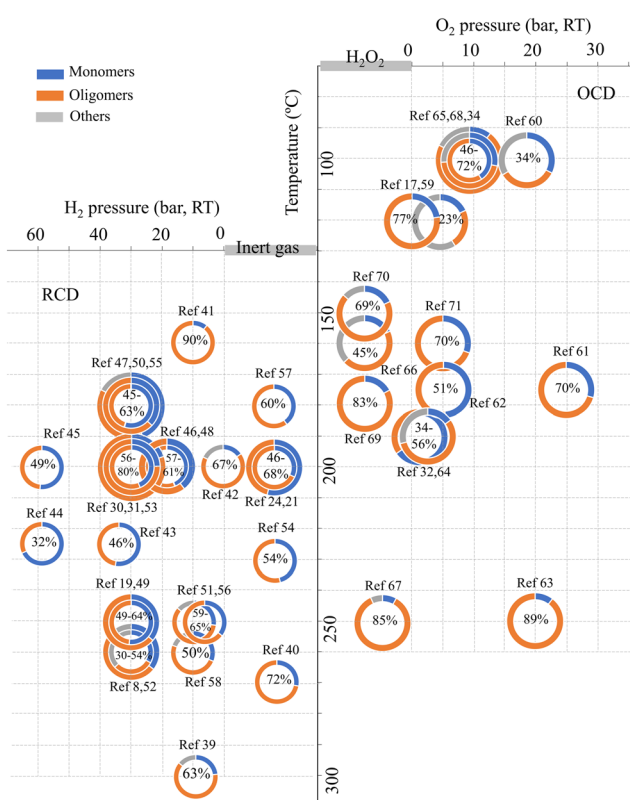 O2 pressure (bar, RT)
H2O2
0 10 20 30
Monomers
Oligomers
Others
OCD
Temperature (ºC)
Ref 65,68,34
Ref 60
46-
72%
34%
100
Ref 17,59
77%
23%
H2 pressure (bar, RT)
60 40 20 0
Inert gas
RCD
Ref 70
69%
Ref 41
90%
150
Ref 71
70%
45%
Ref 61
70%
Ref 47,50,55
45-
63%
Ref 57
60%
Ref 66
83%
51%
Ref 62
Ref 69
34-
56%
Ref 32,64
Ref 45
49%
Ref 46,48
56-
80%
57-
61%
67%
46-
68%
200
Ref 42
Ref 24,21
Ref 30,31,53
Ref 44
32%
Ref 43
46%
Ref 54
54%
Ref 19,49
49-64%
Ref 51,56
59-
65%
Ref 67
85%
Ref 63
89%
250
30-54%
50%
Ref 8,52
Ref 58
Ref 40
72%
Ref 39
63%
300